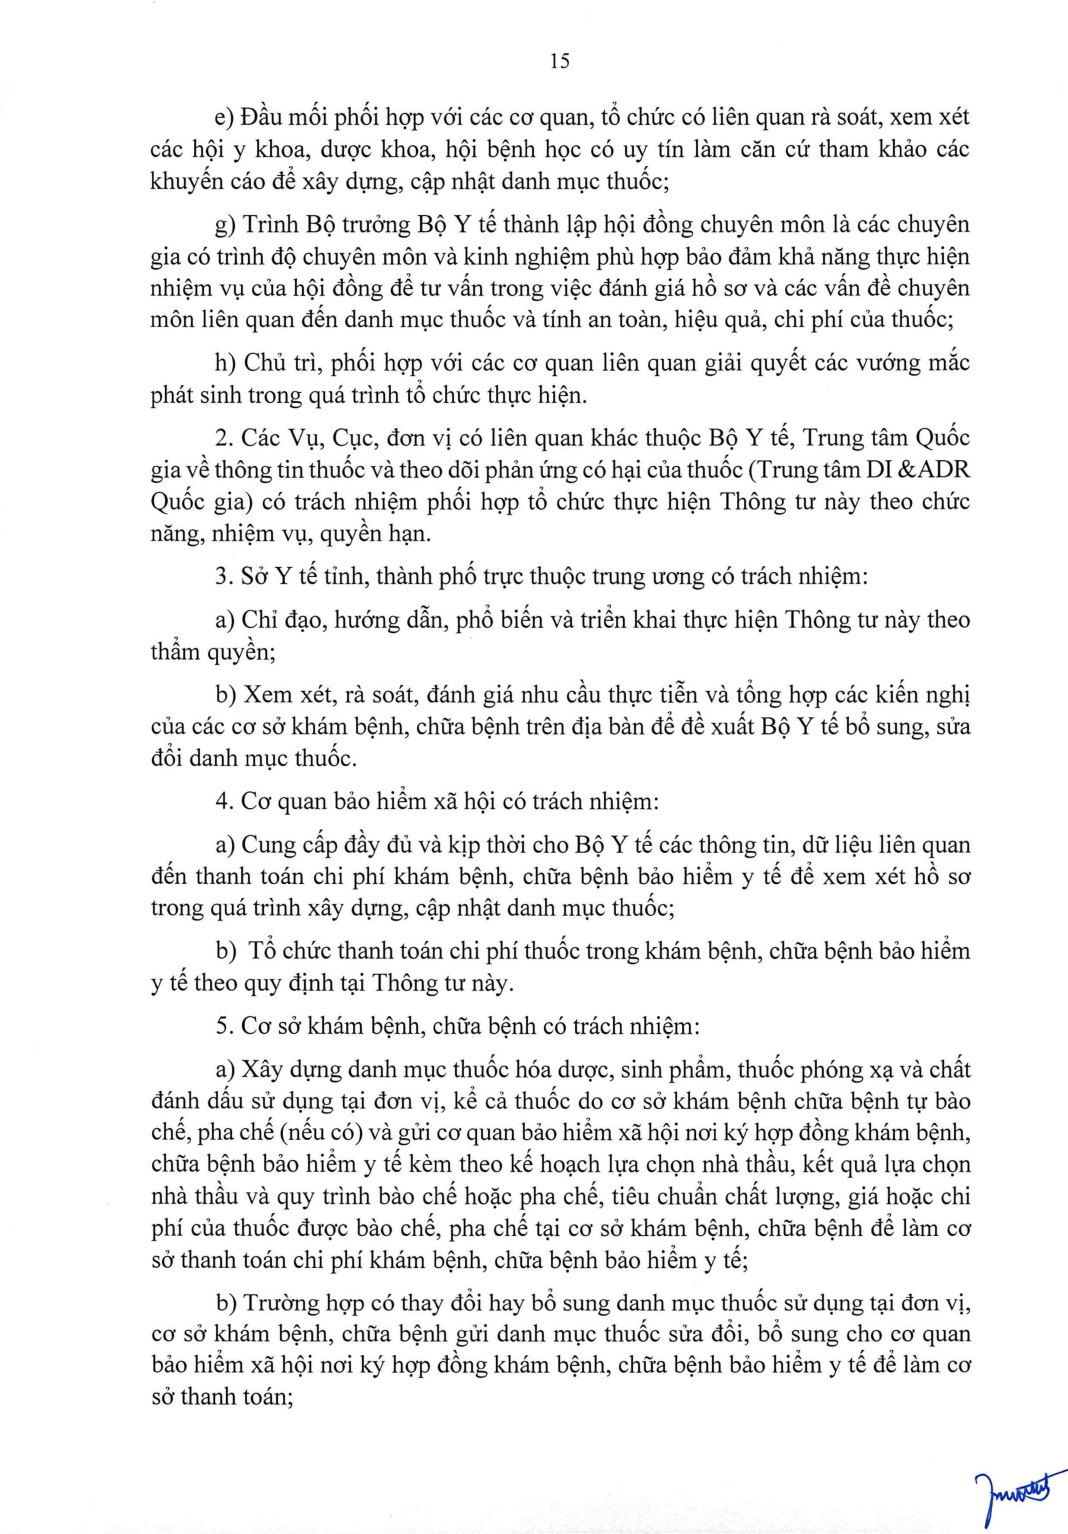 15
e) Đầu mối phối hợp với các cơ quan, tổ chức có liên quan rà soát, xem xét
các hội y khoa, dược khoa, hội bệnh học có uy tín làm căn cứ tham khảo các
khuyến cáo để xây dựng, cập nhật danh mục thuốc;
g) Trình Bộ trưởng Bộ Y tế thành lập hội đồng chuyên môn là các chuyên
gia có trình độ chuyên môn và kinh nghiệm phù hợp bảo đảm khả năng thực hiện
nhiệm vụ của hội đồng để tư vấn trong việc đánh giá hồ sơ và các vấn đề chuyên
môn liên quan đến danh mục thuốc và tính an toàn, hiệu quả, chi phí của thuốc;
h) Chủ trì, phối hợp với các cơ quan liên quan giải quyết các vướng mắc
phát sinh trong quá trình tổ chức thực hiện.
2. Các Vụ, Cục, đơn vị có liên quan khác thuộc Bộ Y tế, Trung tâm Quốc
gia về thông tin thuốc và theo dõi phản ứng có hại của thuốc (Trung tâm DI &ADR
Quốc gia) có trách nhiệm phối hợp tổ chức thực hiện Thông tư này theo chức
năng, nhiệm vụ, quyền hạn.
3. Sở Y tế tỉnh, thành phố trực thuộc trung ương có trách nhiệm:
a) Chỉ đạo, hướng dẫn, phổ biến và triển khai thực hiện Thông tư này theo
thẩm quyền;
b) Xem xét, rà soát, đánh giá nhu cầu thực tiễn và tổng hợp các kiến nghị
của các cơ sở khám bệnh, chữa bệnh trên địa bàn để đề xuất Bộ Y tế bổ sung, sửa
đổi danh mục thuốc.
4. Cơ quan bảo hiểm xã hội có trách nhiệm:
a) Cung cấp đầy đủ và kịp thời cho Bộ Y tế các thông tin, dữ liệu liên quan
đến thanh toán chi phí khám bệnh, chữa bệnh bảo hiểm y tế để xem xét hồ sơ
trong quá trình xây dựng, cập nhật danh mục thuốc;
b) Tổ chức thanh toán chi phí thuốc trong khám bệnh, chữa bệnh bảo hiểm
y tế theo quy định tại Thông tư này.
5. Cơ sở khám bệnh, chữa bệnh có trách nhiệm:
a) Xây dựng danh mục thuốc hóa dược, sinh phẩm, thuốc phóng xạ và chất
đánh dấu sử dụng tại đơn vị, kể cả thuốc do cơ sở khám bệnh chữa bệnh tự bào
chế, pha chế (nếu có) và gửi cơ quan bảo hiểm xã hội nơi ký hợp đồng khám bệnh,
chữa bệnh bảo hiểm y tế kèm theo kế hoạch lựa chọn nhà thầu, kết quả lựa chọn
nhà thầu và quy trình bào chế hoặc pha chế, tiêu chuẩn chất lượng, giá hoặc chi
phí của thuốc được bào chế, pha chế tại cơ sở khám bệnh, chữa bệnh để làm cơ
sở thanh toán chi phí khám bệnh, chữa bệnh bảo hiểm y tế;
b) Trường hợp có thay đổi hay bổ sung danh mục thuốc sử dụng tại đơn vị,
cơ sở khám bệnh, chữa bệnh gửi danh mục thuốc sửa đổi, bổ sung cho cơ quan
bảo hiểm xã hội nơi ký hợp đồng khám bệnh, chữa bệnh bảo hiểm y tế để làm cơ
sở thanh toán;